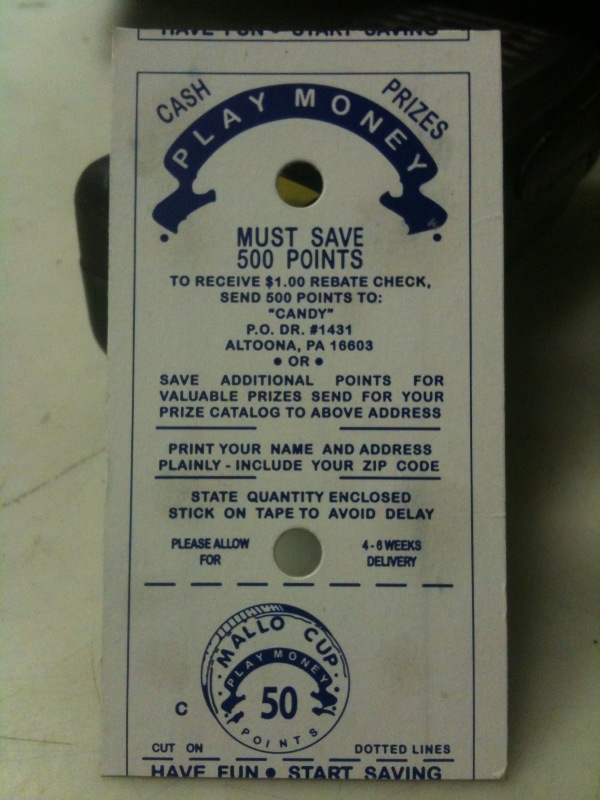 HAVE FUN • START SAVING
CASH
PRIZES
PLAY MONEY
MUST SAVE
500 POINTS
TO RECEIVE $1.00 REBATE CHECK,
SEND 500 POINTS TO:
"CANDY"
P.O. DR. #1431
ALTOONA, PA 16603
• OR •
SAVE ADDITIONAL POINTS FOR
VALUABLE PRIZES SEND FOR YOUR
PRIZE CATALOG TO ABOVE ADDRESS
PRINT YOUR NAME AND ADDRESS
PLAINLY - INCLUDE YOUR ZIP CODE
STATE QUANTITY ENCLOSED
STICK ON TAPE TO AVOID DELAY
PLEASE ALLOW
FOR
4-6 WEEKS
DELIVERY
• MALLO CUP •
PLAY MONEY
50
POINTS
C
CUT ON
DOTTED LINES
HAVE FUN • START SAVING